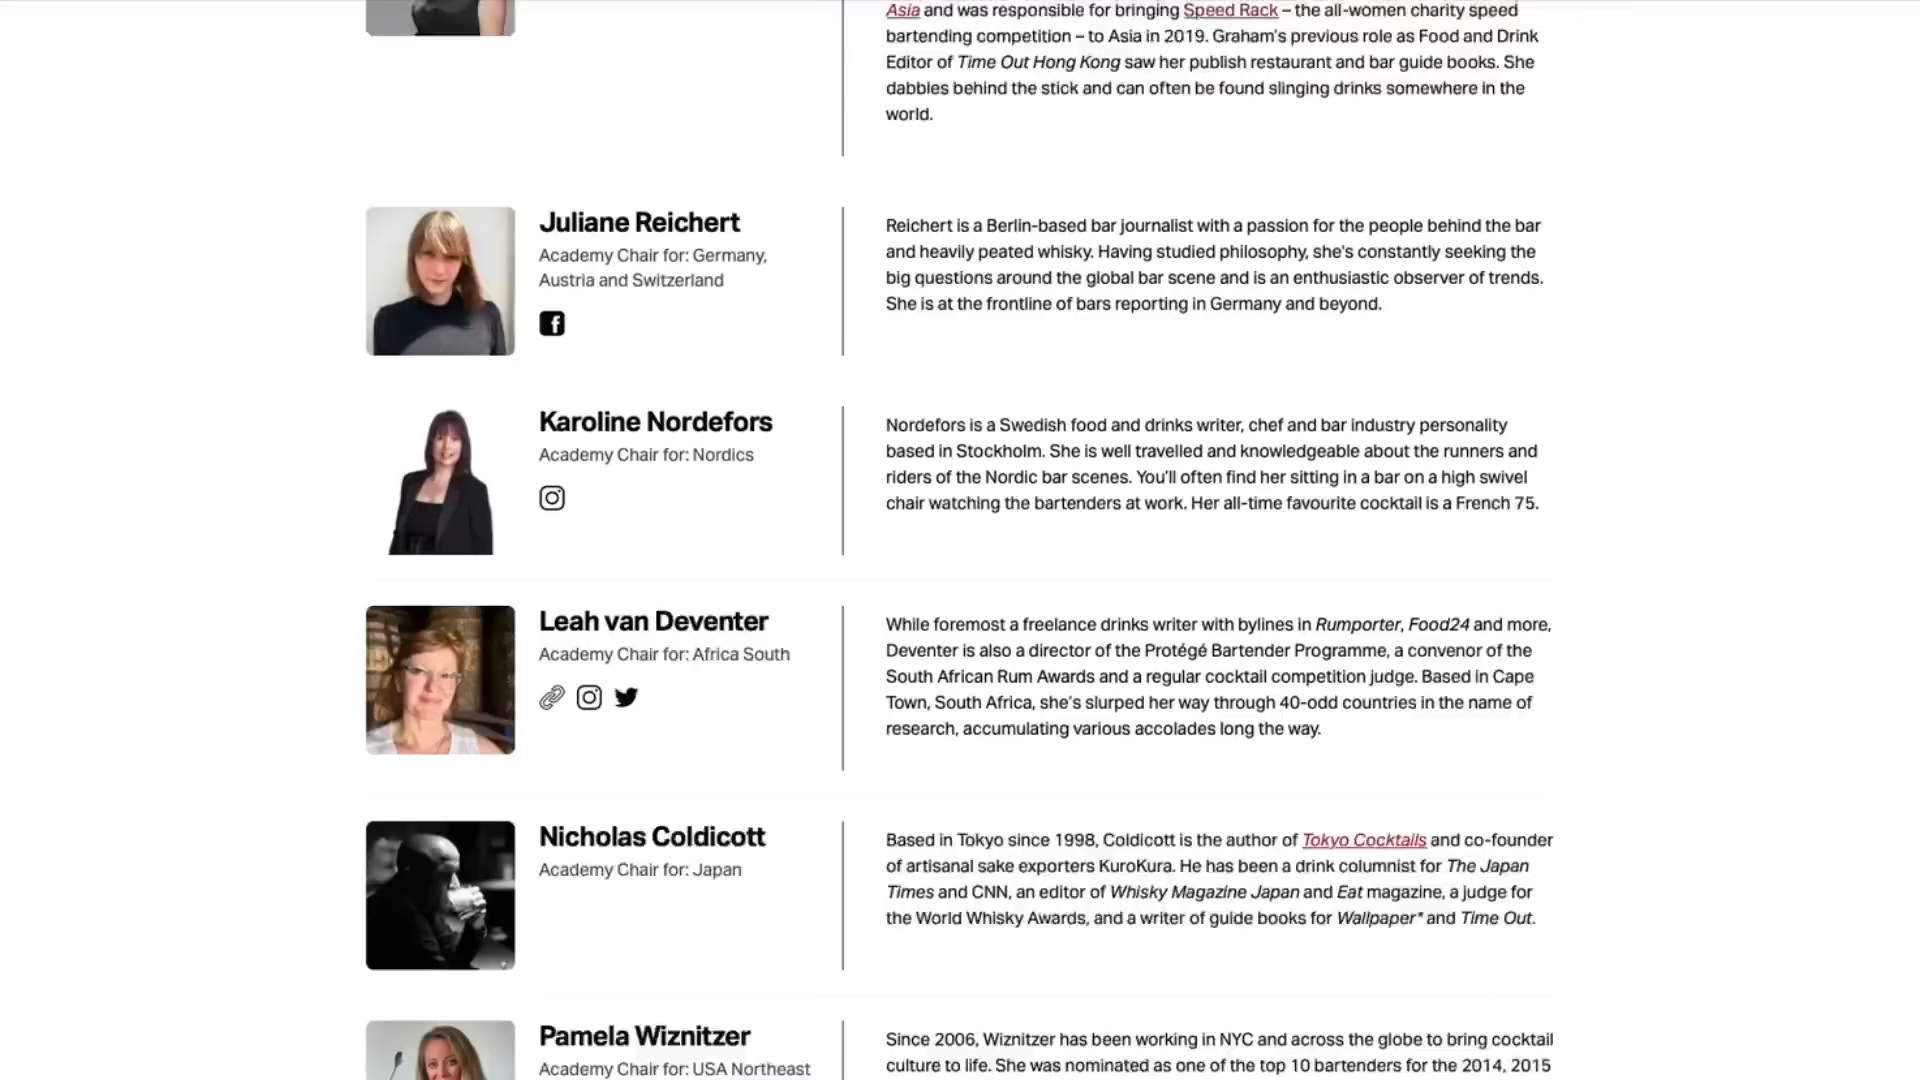 Asia and was responsible for bringing Speed Rack – the all-women charity speed
bartending competition – to Asia in 2019. Graham's previous role as Food and Drink
Editor of Time Out Hong Kong saw her publish restaurant and bar guide books. She
dabbles behind the stick and can often be found slinging drinks somewhere in the
world.
Juliane Reichert
Academy Chair for: Germany,
Austria and Switzerland
Reichert is a Berlin-based bar journalist with a passion for the people behind the bar
and heavily peated whisky. Having studied philosophy, she's constantly seeking the
big questions around the global bar scene and is an enthusiastic observer of trends.
She is at the frontline of bars reporting in Germany and beyond.
Karoline Nordefors
Academy Chair for: Nordics
Nordefors is a Swedish food and drinks writer, chef and bar industry personality
based in Stockholm. She is well travelled and knowledgeable about the runners and
riders of the Nordic bar scenes. You'll often find her sitting in a bar on a high swivel
chair watching the bartenders at work. Her all-time favourite cocktail is a French 75.
Leah van Deventer
Academy Chair for: Africa South
While foremost a freelance drinks writer with bylines in Rumporter, Food24 and more,
Deventer is also a director of the Protégé Bartender Programme, a convenor of the
South African Rum Awards and a regular cocktail competition judge. Based in Cape
Town, South Africa, she's slurped her way through 40-odd countries in the name of
research, accumulating various accolades long the way.
Nicholas Coldicott
Academy Chair for: Japan
Based in Tokyo since 1998, Coldicott is the author of Tokyo Cocktails and co-founder
of artisanal sake exporters KuroKura. He has been a drink columnist for The Japan
Times and CNN, an editor of Whisky Magazine Japan and Eat magazine, a judge for
the World Whisky Awards, and a writer of guide books for Wallpaper* and Time Out.
Pamela Wiznitzer
Academy Chair for: USA Northeast
Since 2006, Wiznitzer has been working in NYC and across the globe to bring cocktail
culture to life. She was nominated as one of the top 10 bartenders for the 2014, 2015